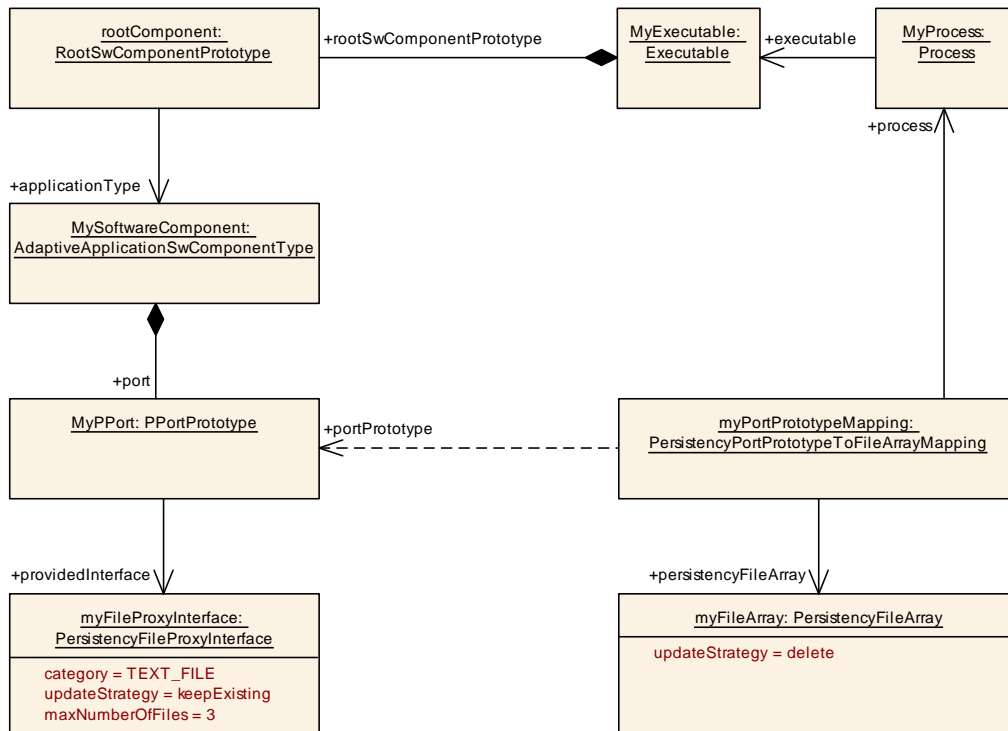 rootComponent:
RootSwComponentPrototype
+rootSwComponentPrototype
MyExecutable:
Executable
+executable
MyProcess:
Process
+process
+applicationType
MySoftwareComponent:
AdaptiveApplicationSwComponentType
+port
MyPPort: PPortPrototype
+portPrototype
myPortPrototypeMapping:
PersistencyPortPrototypeToFileArrayMapping
+providedInterface
+persistencyFileArray
myFileProxyInterface:
PersistencyFileProxyInterface
category = TEXT_FILE
updateStrategy = keepExisting
maxNumberOfFiles = 3
myFileArray: PersistencyFileArray
updateStrategy = delete